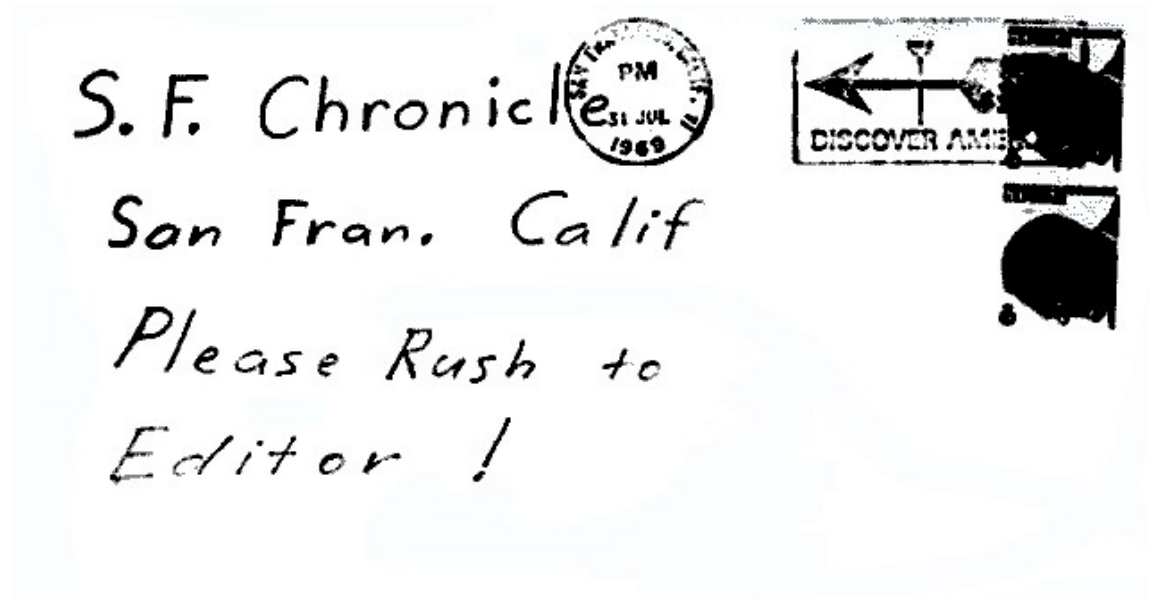 S.F. Chronicle
San Fran. Calif
Please Rush to
Editor !
PM
31 JUL
1969
DISCOVER